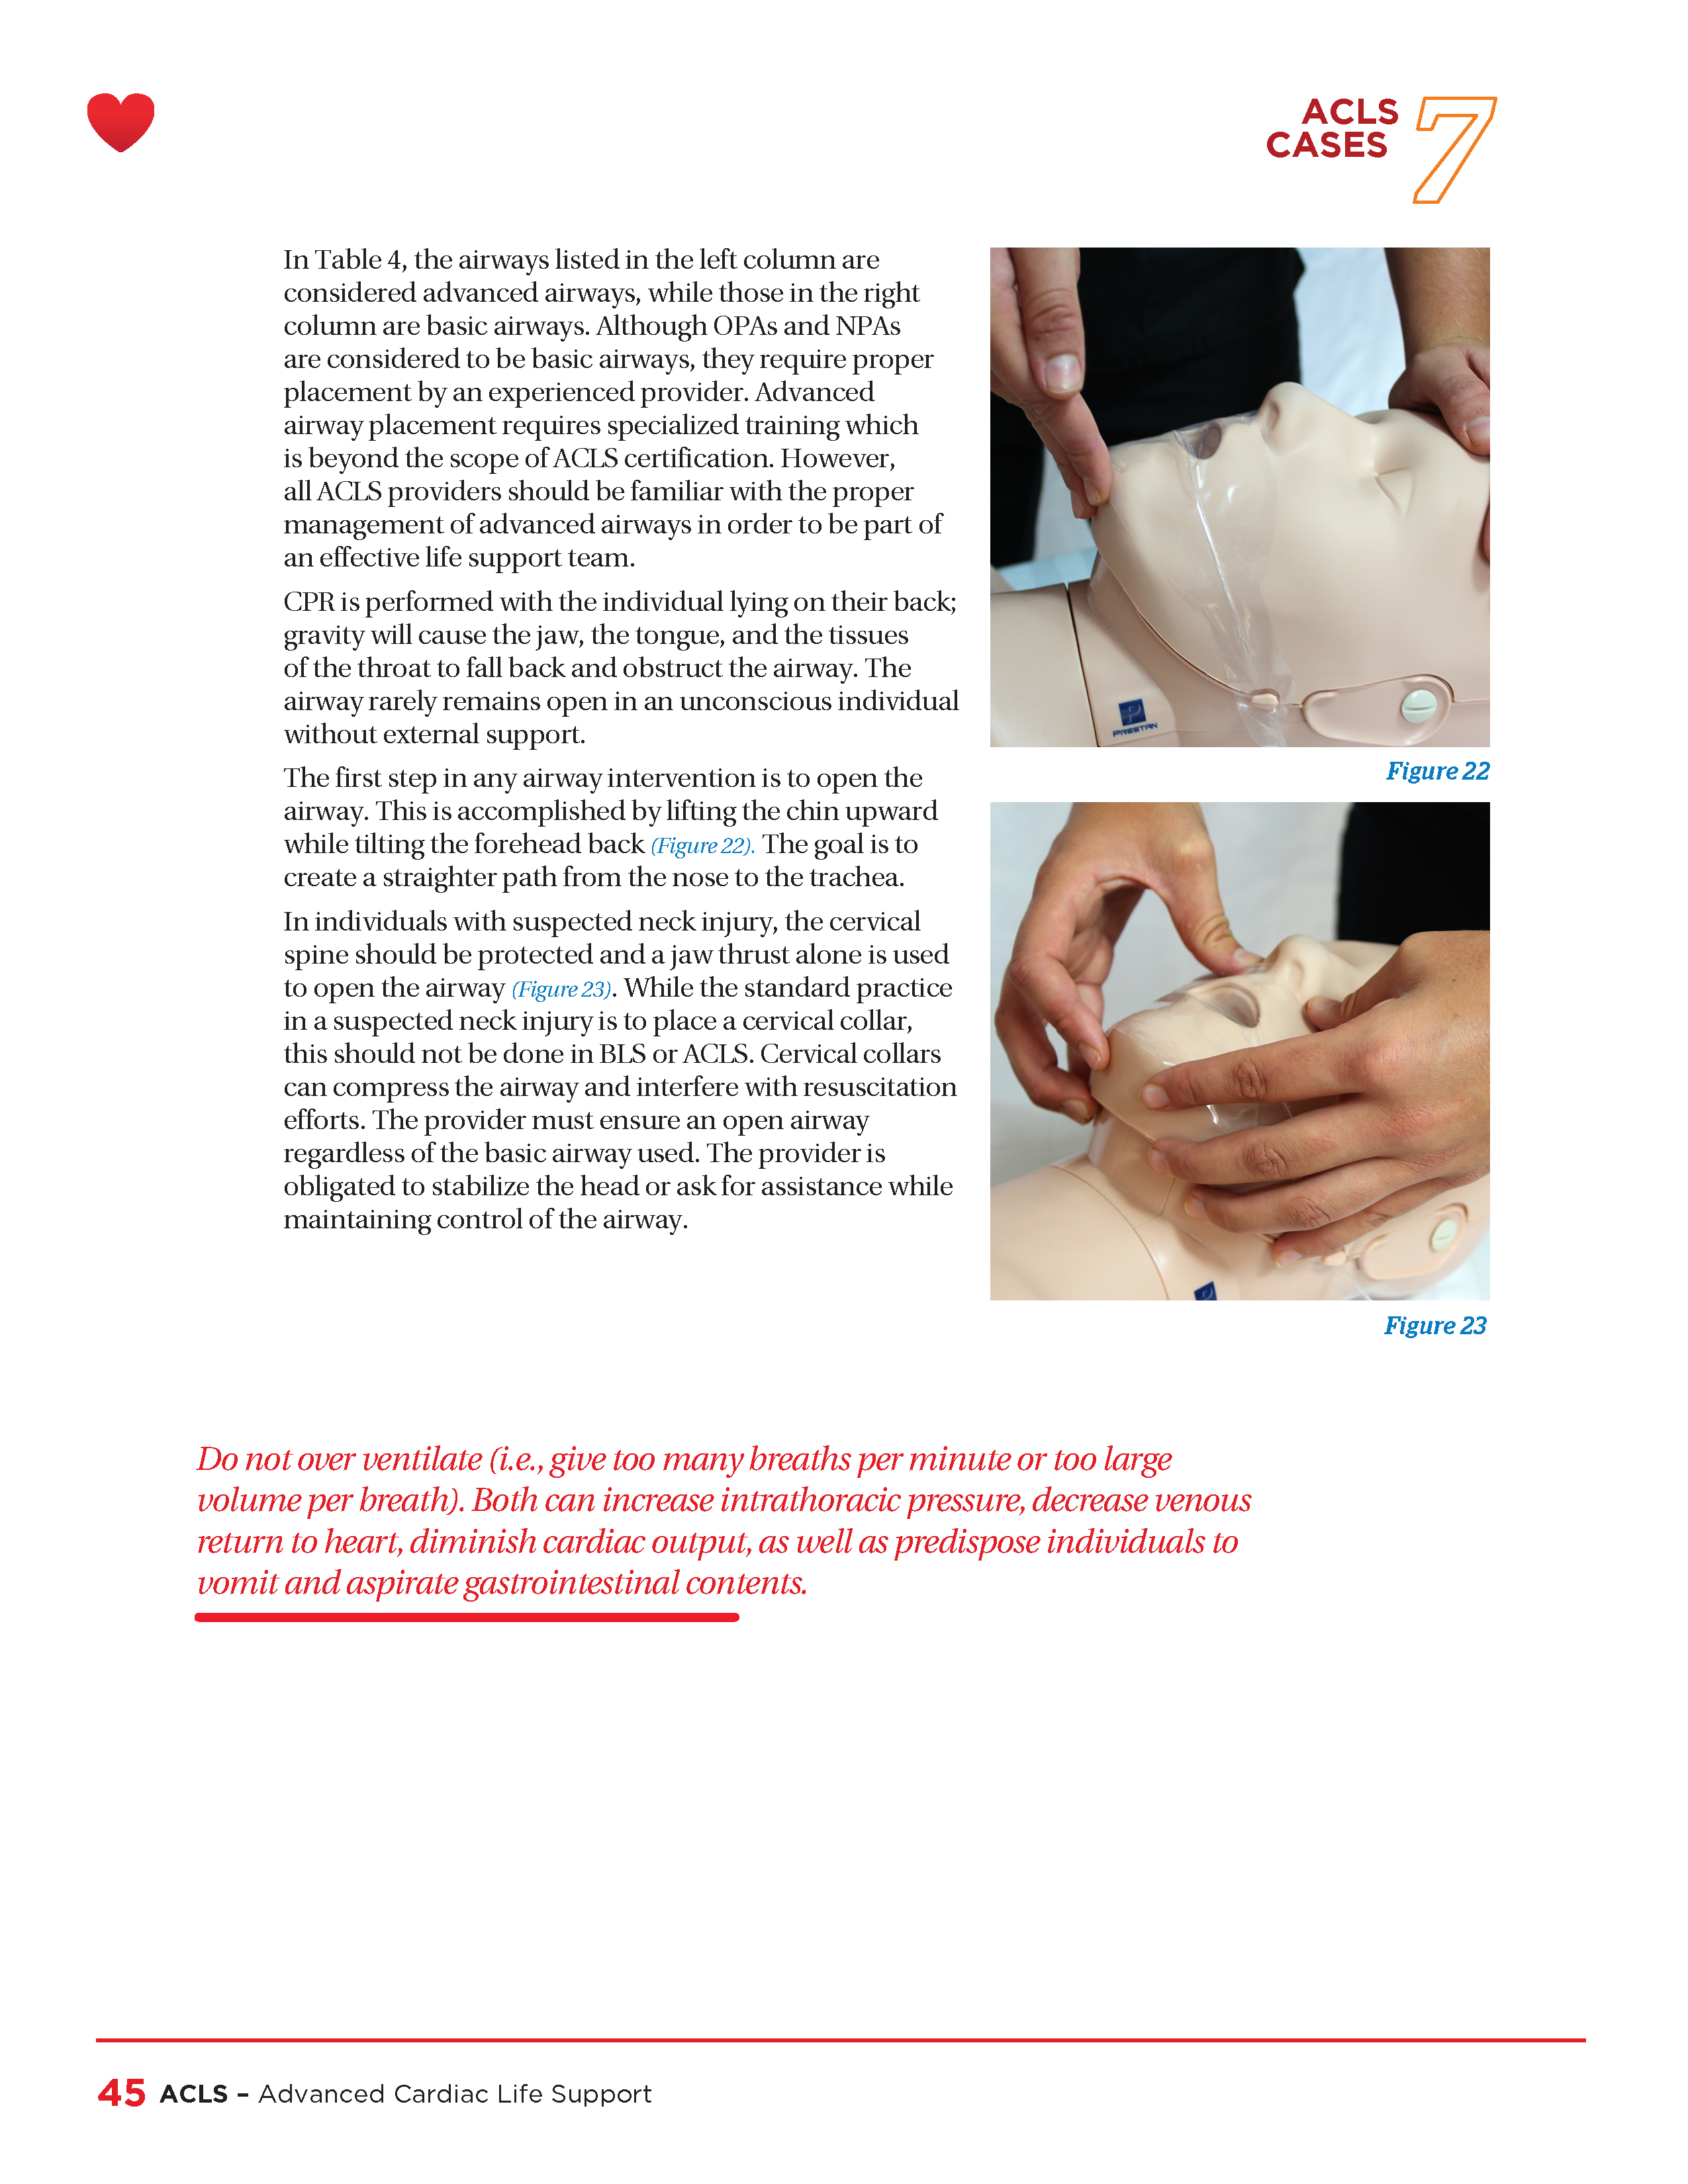 ACLS
CASES
7
In Table 4, the airways listed in the left column are
considered advanced airways, while those in the right
column are basic airways. Although OPAs and NPAs
are considered to be basic airways, they require proper
placement by an experienced provider. Advanced
airway placement requires specialized training which
is beyond the scope of ACLS certification. However,
all ACLS providers should be familiar with the proper
management of advanced airways in order to be part of
an effective life support team.
CPR is performed with the individual lying on their back;
gravity will cause the jaw, the tongue, and the tissues
of the throat to fall back and obstruct the airway. The
airway rarely remains open in an unconscious individual
without external support.
The first step in any airway intervention is to open the
airway. This is accomplished by lifting the chin upward
while tilting the forehead back (Figure 22). The goal is to
create a straighter path from the nose to the trachea.
In individuals with suspected neck injury, the cervical
spine should be protected and a jaw thrust alone is used
to open the airway (Figure 23). While the standard practice
in a suspected neck injury is to place a cervical collar,
this should not be done in BLS or ACLS. Cervical collars
can compress the airway and interfere with resuscitation
efforts. The provider must ensure an open airway
regardless of the basic airway used. The provider is
obligated to stabilize the head or ask for assistance while
maintaining control of the airway.
PRESTAN
Figure 22
Figure 23
Do not over ventilate (i.e., give too many breaths per minute or too large
volume per breath). Both can increase intrathoracic pressure, decrease venous
return to heart, diminish cardiac output, as well as predispose individuals to
vomit and aspirate gastrointestinal contents.
45 ACLS – Advanced Cardiac Life Support